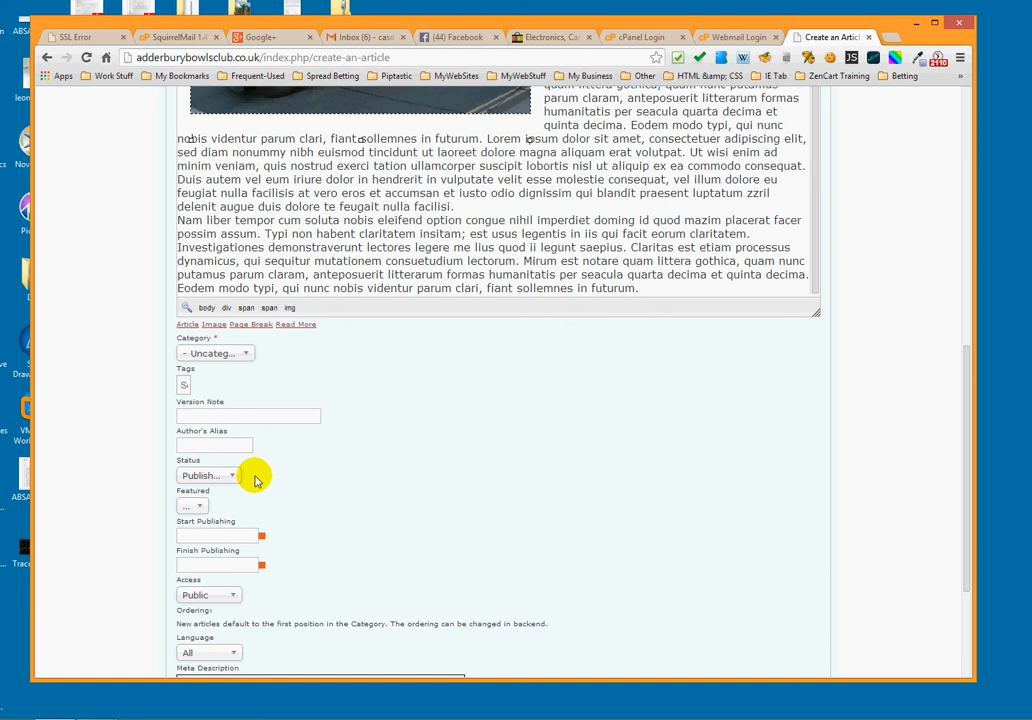 SSL Error
SquirrelMail 1.4.
Google+
Inbox (6) - casd
(44) Facebook
Electronics, Cas
cPanel Login
Webmail Login
Create an Articl
adderburybowlsclub.co.uk/index.php/create-an-article
2110
Apps Work Stuff My Bookmarks Frequent-Used Spread Betting Piptastic MyWebSites MyWebStuff My Business Other HTML &amp; CSS IE Tab ZenCart Training Betting »
quam littera gothica, quam nunc putamus
parum claram, anteposuerit litterarum formas
humanitatis per seacula quarta decima et
quinta decima. Eodem modo typi, qui nunc
nobis videntur parum clari, fiant sollemnes in futurum. Lorem ipsum dolor sit amet, consectetuer adipiscing elit,
sed diam nonummy nibh euismod tincidunt ut laoreet dolore magna aliquam erat volutpat. Ut wisi enim ad
minim veniam, quis nostrud exerci tation ullamcorper suscipit lobortis nisl ut aliquip ex ea commodo consequat.
Duis autem vel eum iriure dolor in hendrerit in vulputate velit esse molestie consequat, vel illum dolore eu
feugiat nulla facilisis at vero eros et accumsan et iusto odio dignissim qui blandit praesent luptatum zzril
delenit augue duis dolore te feugait nulla facilisi.
Nam liber tempor cum soluta nobis eleifend option congue nihil imperdiet doming id quod mazim placerat facer
possim assum. Typi non habent claritatem insitam; est usus legentis in iis qui facit eorum claritatem.
Investigationes demonstraverunt lectores legere me lius quod ii legunt saepius. Claritas est etiam processus
dynamicus, qui sequitur mutationem consuetudium lectorum. Mirum est notare quam littera gothica, quam nunc
putamus parum claram, anteposuerit litterarum formas humanitatis per seacula quarta decima et quinta decima.
Eodem modo typi, qui nunc nobis videntur parum clari, fiant sollemnes in futurum.
body div span span img
Article Image Page Break Read More
Category *
- Uncateg...
Tags
Version Note
Author's Alias
Status
Publish...
Featured
...
Start Publishing
Finish Publishing
Access
Public
Ordering:
New articles default to the first position in the Category. The ordering can be changed in backend.
Language
All
Meta Description